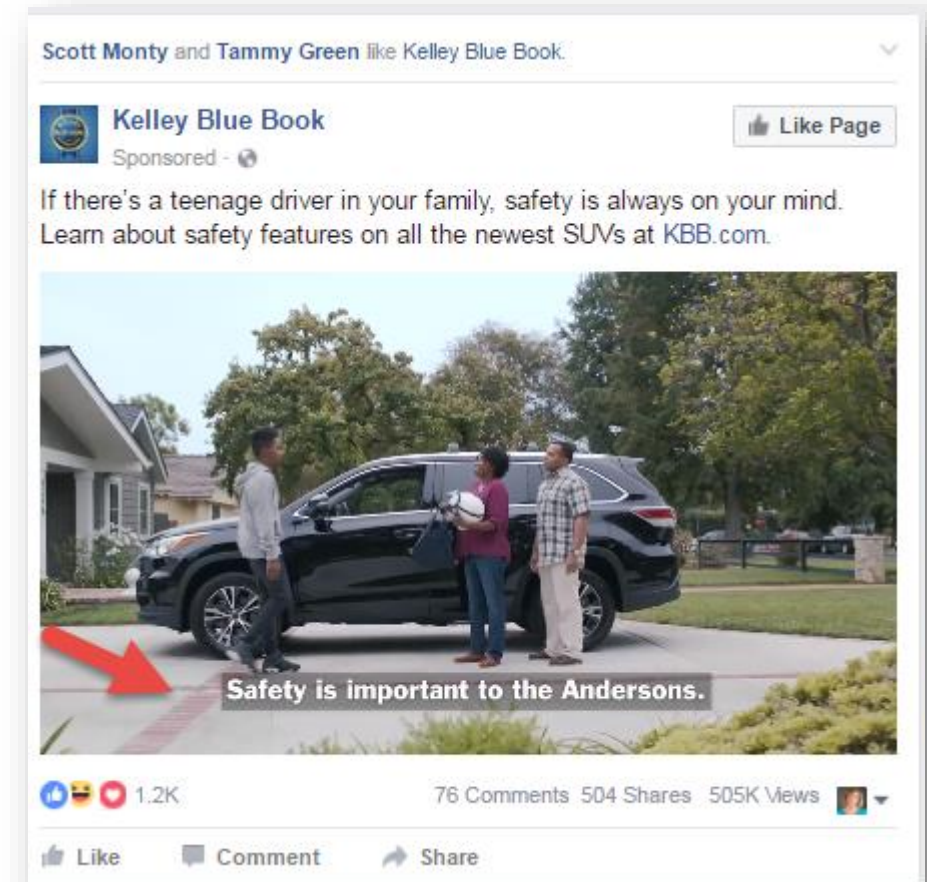 Scott Monty and Tammy Green like Kelley Blue Book.
Kelley Blue Book
Like Page
Sponsored ·
If there's a teenage driver in your family, safety is always on your mind.
Learn about safety features on all the newest SUVs at KBB.com.
Safety is important to the Andersons.
1.2K
76 Comments 504 Shares 505K Views
Like Comment Share